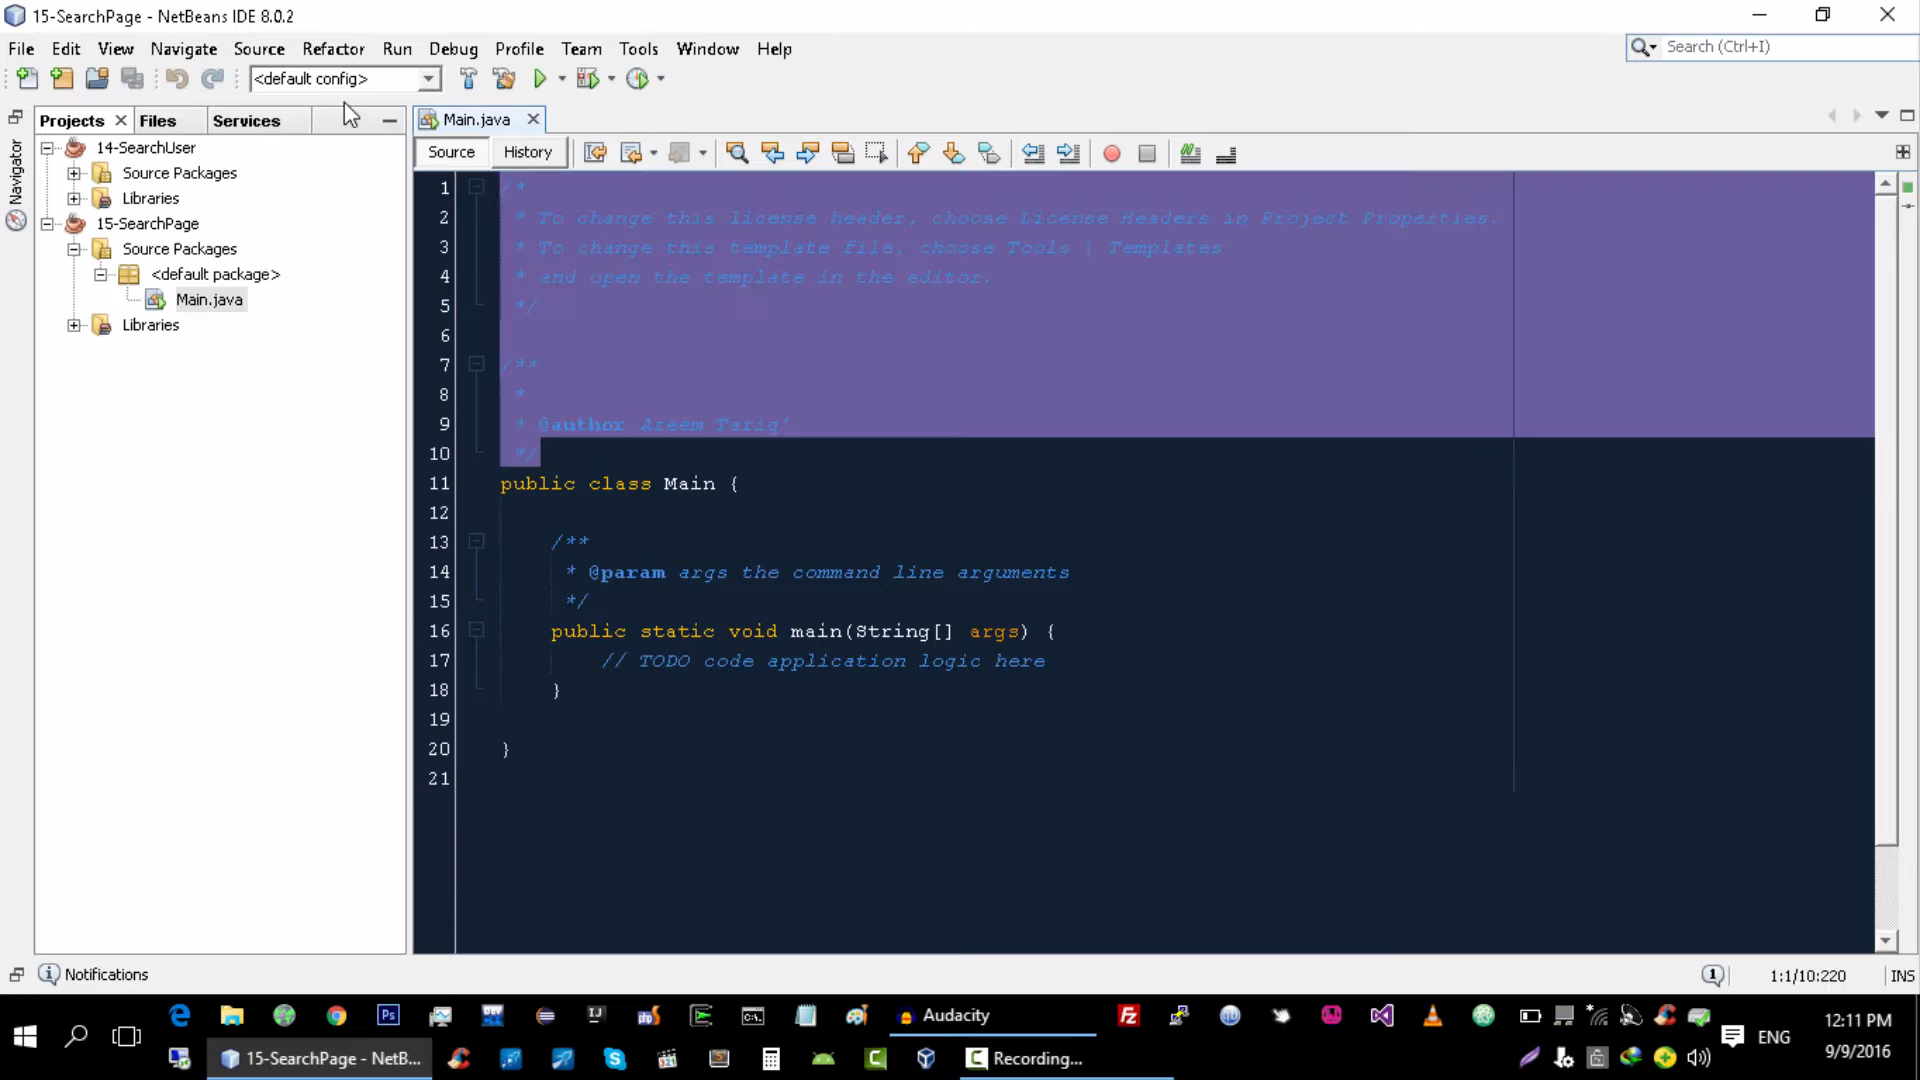 15-SearchPage - NetBeans IDE 8.0.2
File Edit View Navigate Source Refactor Run Debug Profile Team Tools Window Help
Search (Ctrl+I)
<default config>
Projects Files Services
Main.java
Navigator
14-SearchUser
Source Packages
Libraries
15-SearchPage
Source Packages
<default package>
Main.java
Libraries
Source History
1 /*
2 * To change this license header, choose License Headers in Project Properties.
3 * To change this template file, choose Tools | Templates
4 * and open the template in the editor.
5 */
6
7 /**
8 *
9 * @author Azeem Tariq'
10 */
11 public class Main {
12
13 /**
14 * @param args the command line arguments
15 */
16 public static void main(String[] args) {
17 // TODO code application logic here
18 }
19
20 }
21
Notifications
1
1:1/10:220
INS
Ps
IJ
Audacity
ENG
12:11 PM
9/9/2016
15-SearchPage - NetB...
Recording...